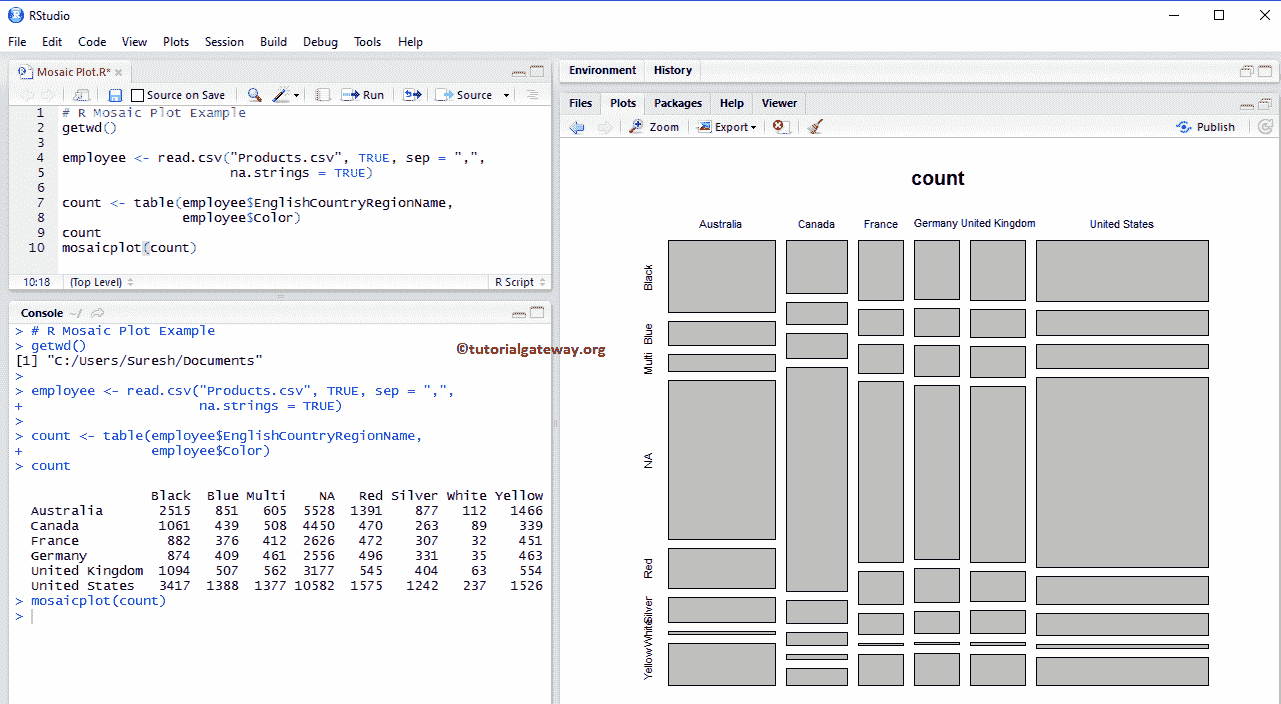 RStudio
File Edit Code View Plots Session Build Debug Tools Help
Mosaic Plot.R*
Source on Save Run Source
1 # R Mosaic Plot Example
2 getwd()
3
4 employee <- read.csv("Products.csv", TRUE, sep = ",",
5 na.strings = TRUE)
6
7 count <- table(employee$EnglishCountryRegionName,
8 employee$Color)
9 count
10 mosaicplot(count)
10:18 (Top Level) R Script
Console ~/
> # R Mosaic Plot Example
> getwd()
[1] "C:/Users/Suresh/Documents"
>
> employee <- read.csv("Products.csv", TRUE, sep = ",",
+ na.strings = TRUE)
>
> count <- table(employee$EnglishCountryRegionName,
+ employee$Color)
> count
Black Blue Multi NA Red Silver White Yellow
Australia 2515 851 605 5528 1391 877 112 1466
Canada 1061 439 508 4450 470 263 89 339
France 882 376 412 2626 472 307 32 451
Germany 874 409 461 2556 496 331 35 463
United Kingdom 1094 507 562 3177 545 404 63 554
United States 3417 1388 1377 10582 1575 1242 237 1526
> mosaicplot(count)
>
©tutorialgateway.org
Environment History
Files Plots Packages Help Viewer
Zoom Export Publish
count
Australia Canada France Germany United Kingdom United States
Black
Blue
Multi
NA
Red
Silver
White
Yellow